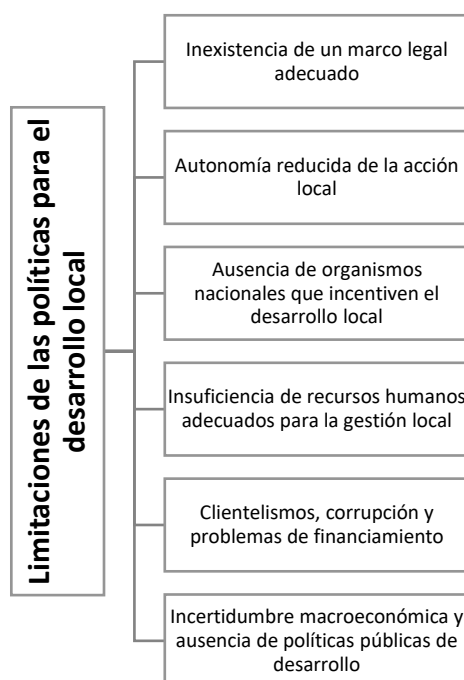 Limitaciones de las políticas para el
desarrollo local
Inexistencia de un marco legal
adecuado
Autonomía reducida de la acción
local
Ausencia de organismos
nacionales que incentiven el
desarrollo local
Insuficiencia de recursos humanos
adecuados para la gestión local
Clientelismos, corrupción y
problemas de financiamiento
Incertidumbre macroeconómica y
ausencia de políticas públicas de
desarrollo